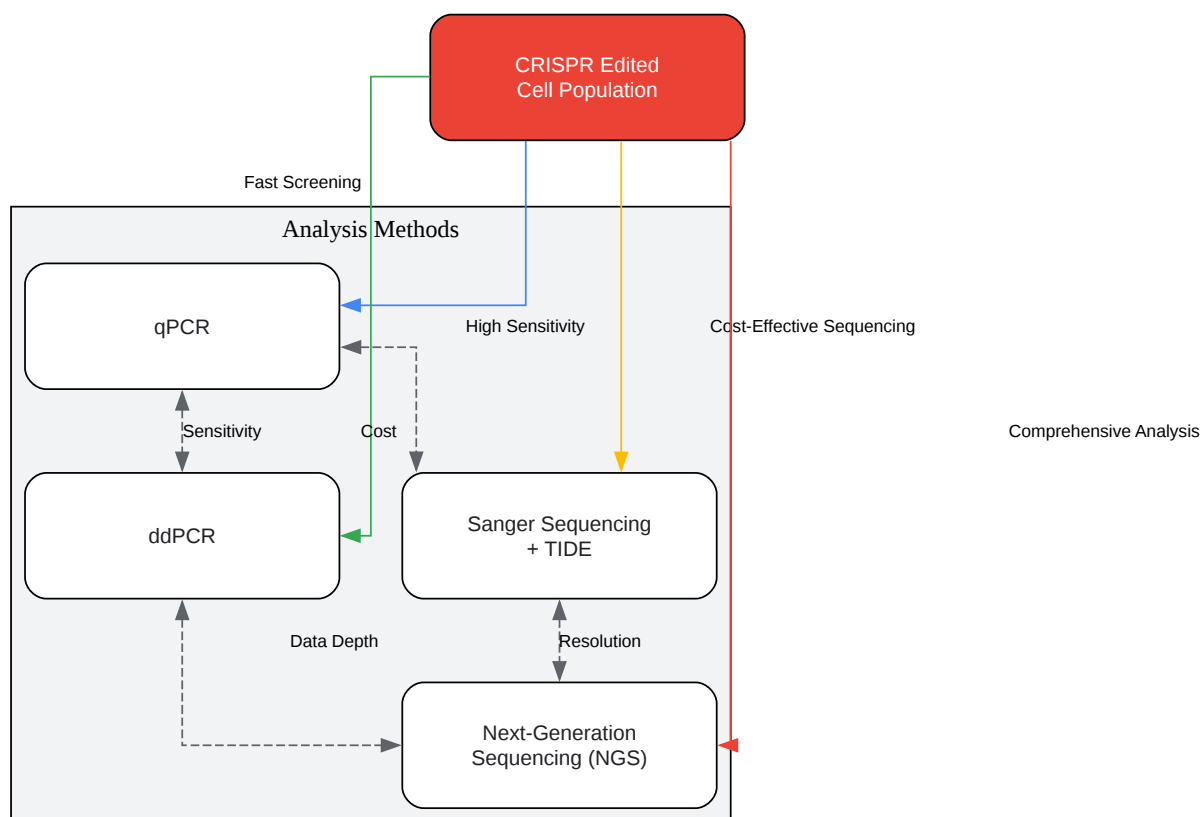 CRISPR Edited
Cell Population
Fast Screening
Analysis Methods
qPCR
High Sensitivity
Cost-Effective Sequencing
Sensitivity
Cost
Comprehensive Analysis
ddPCR
Sanger Sequencing
+ TIDE
Data Depth
Resolution
Next-Generation
Sequencing (NGS)